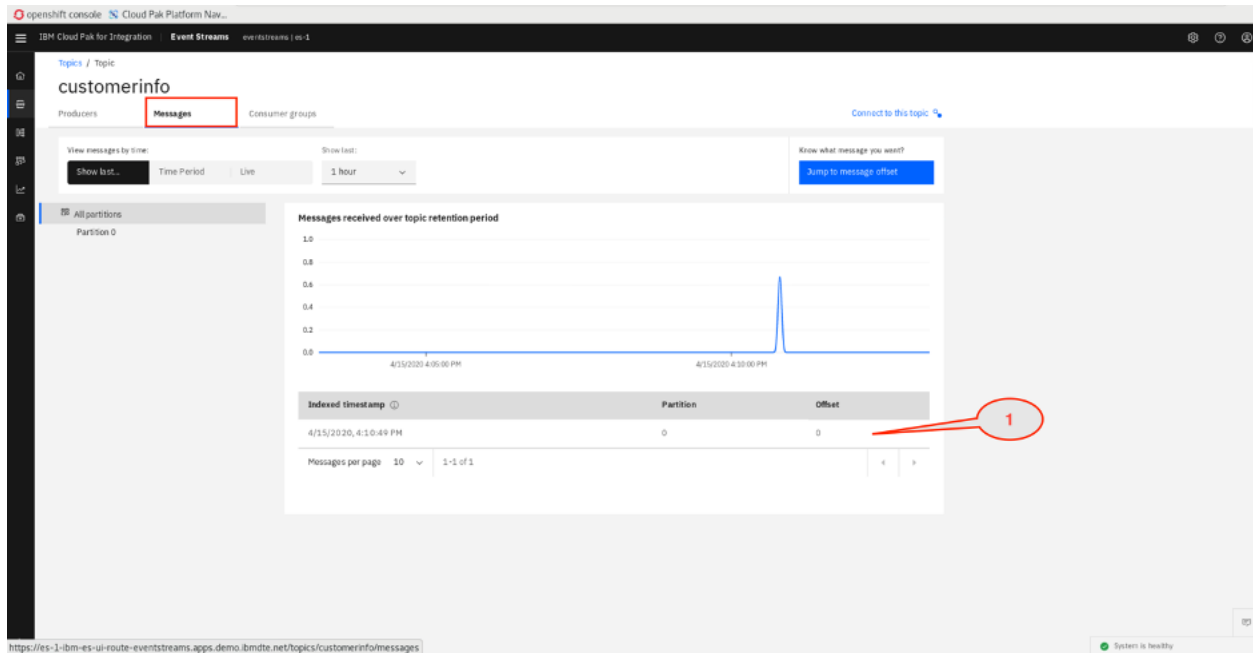 openshift console Cloud Pak Platform Nav...
IBM Cloud Pak for Integration | Event Streams eventstreams | es-1
Topics / Topic
customerinfo
Producers Messages Consumer groups Connect to this topic
View messages by time: Show last: Know what message you want?
Show last... Time Period Live 1 hour Jump to message offset
All partitions
Partition 0
Messages received over topic retention period
1.0
0.8
0.6
0.4
0.2
0.0
4/15/2020 4:05:00 PM 4/15/2020 4:10:00 PM
Indexed timestamp Partition Offset
4/15/2020, 4:10:49 PM 0 0
1
Messages per page 10 1-1 of 1
https://es-1-ibm-es-ui-route-eventstreams.apps.demo.ibmdte.net/topics/customerinfo/messages
System is healthy